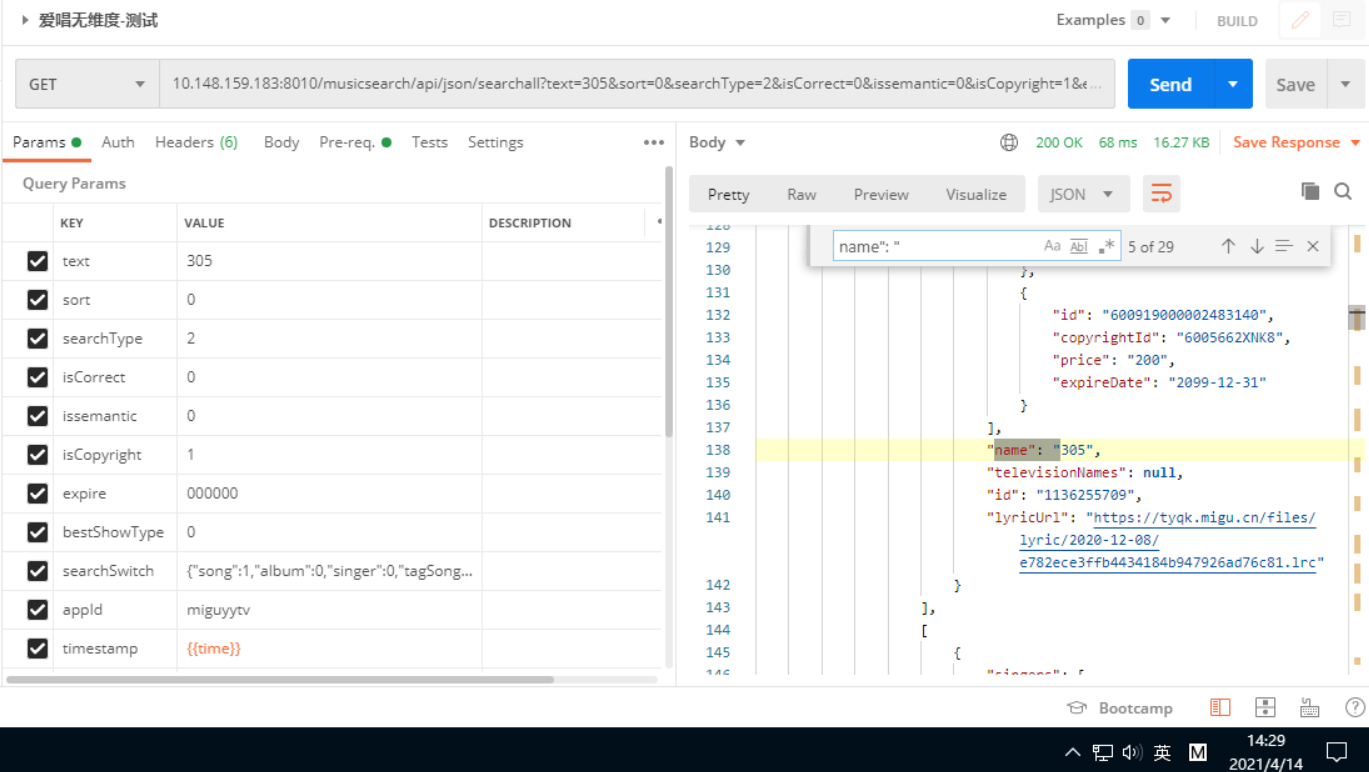 爱唱无维度-测试
Examples 0
BUILD
GET
10.148.159.183:8010/musicsearch/api/json/searchall?text=305&sort=0&searchType=2&isCorrect=0&issemantic=0&isCopyright=1&e...
Send
Save
Params
Auth
Headers (6)
Body
Pre-req.
Tests
Settings
Query Params
KEY VALUE DESCRIPTION
text 305
sort 0
searchType 2
isCorrect 0
issemantic 0
isCopyright 1
expire 000000
bestShowType 0
searchSwitch {"song":1,"album":0,"singer":0,"tagSong...
appId miguyytv
timestamp {{time}}
Body
200 OK 68 ms 16.27 KB Save Response
Pretty Raw Preview Visualize JSON
name": " Aa Abl .* 5 of 29
128
129
130 },
131 {
132 "id": "600919000002483140",
133 "copyrightId": "6005662XNK8",
134 "price": "200",
135 "expireDate": "2099-12-31"
136 }
137 ],
138 "name": "305",
139 "televisionNames": null,
140 "id": "1136255709",
141 "lyricUrl": "https://tyqk.migu.cn/files/
lyric/2020-12-08/
e782ece3ffb4434184b947926ad76c81.lrc"
142 }
143 ],
144 [
145 {
146 "singers": [
Bootcamp
英 M
14:29
2021/4/14